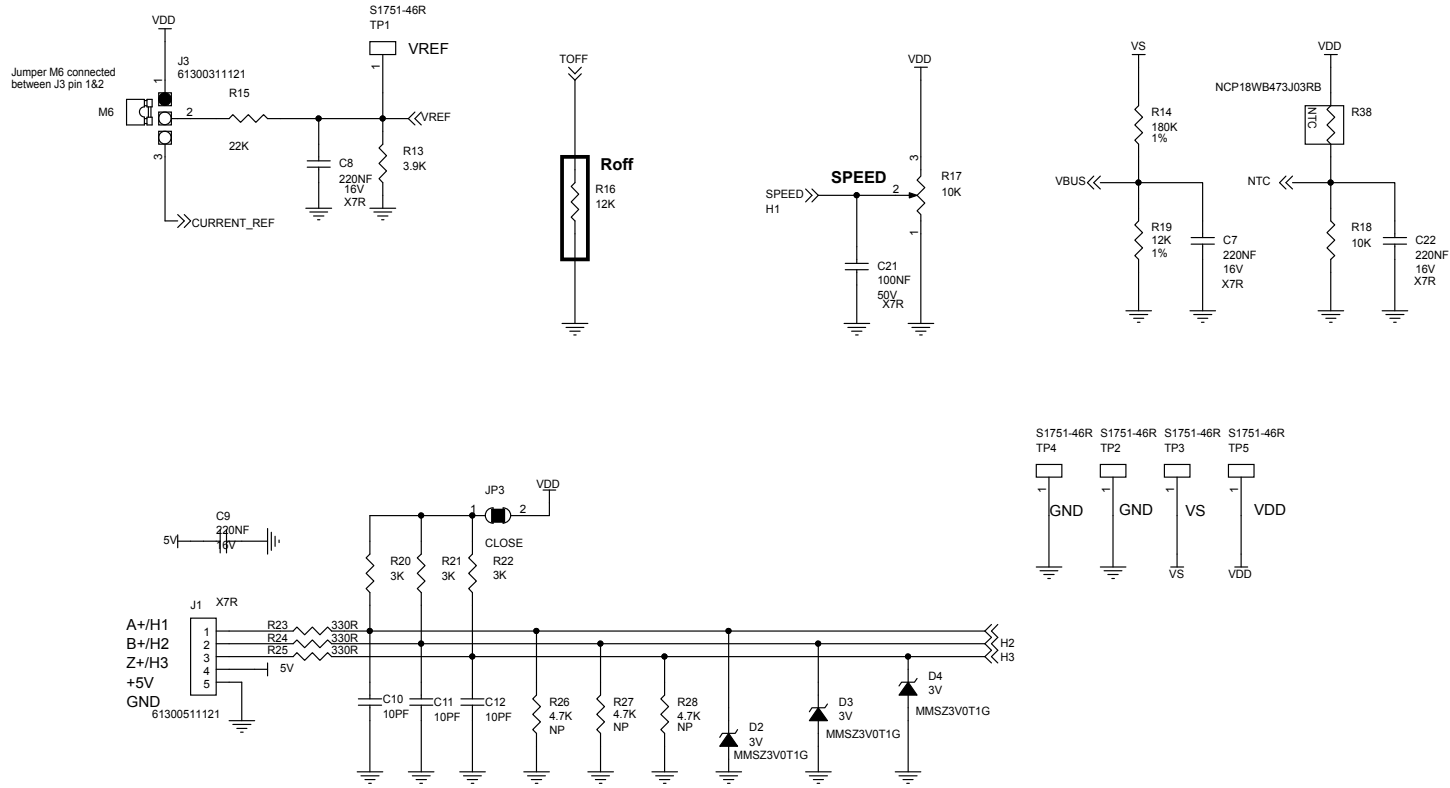 VDD
J3
61300311121
Jumper M6 connected
between J3 pin 1&2
M6
1
2
3
R15
22K
S1751-46R
TP1
VREF
1
VREF
C8
220NF
16V
X7R
R13
3.9K
CURRENT_REF
TOFF
Roff
R16
12K
VDD
SPEED
SPEED
H1
3
2
1
R17
10K
C21
100NF
50V
X7R
VS
R14
180K
1%
VBUS
R19
12K
1%
C7
220NF
16V
X7R
VDD
NCP18WB473J03RB
NTC
R38
NTC
R18
10K
C22
220NF
16V
X7R
S1751-46R
TP4
1
GND
S1751-46R
TP2
1
GND
S1751-46R
TP3
1
VS
VS
S1751-46R
TP5
1
VDD
VDD
5V
C9
220NF
16V
X7R
JP3
1
2
VDD
CLOSE
R20
3K
R21
3K
R22
3K
J1
A+/H1
B+/H2
Z+/H3
+5V
GND
1
2
3
4
5
61300511121
R23
330R
R24
330R
R25
330R
5V
H2
H3
C10
10PF
C11
10PF
C12
10PF
R26
4.7K
NP
R27
4.7K
NP
R28
4.7K
NP
D2
3V
MMSZ3V0T1G
D3
3V
MMSZ3V0T1G
D4
3V
MMSZ3V0T1G